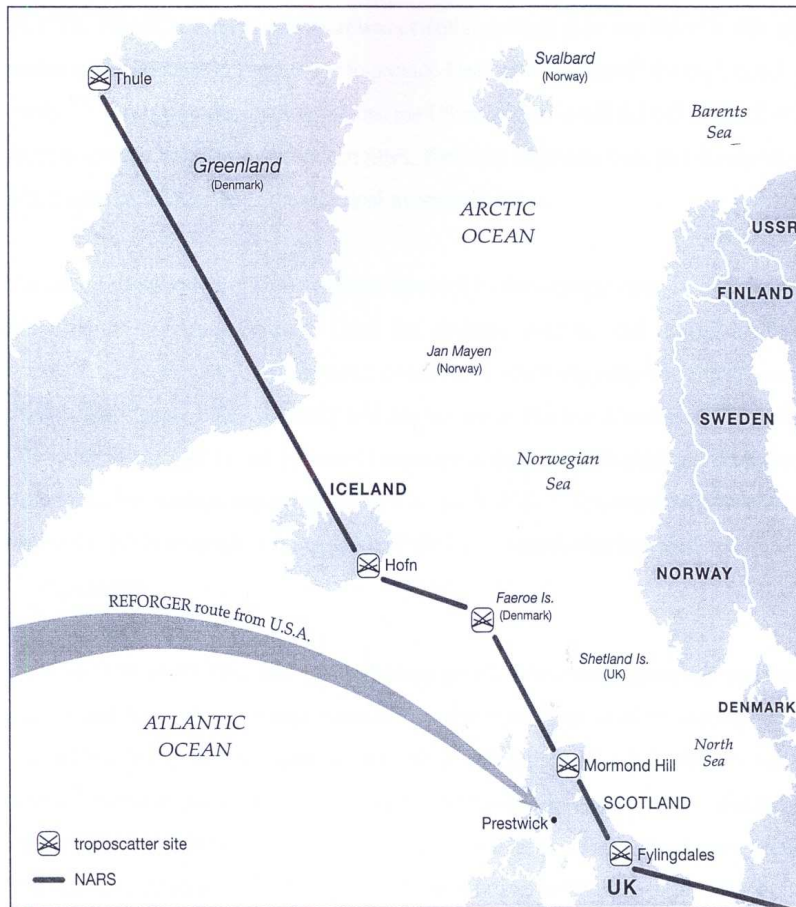 Thule
Svalbard
(Norway)
Barents
Sea
Greenland
(Denmark)
ARCTIC
OCEAN
USSR
FINLAND
Jan Mayen
(Norway)
SWEDEN
Norwegian
Sea
ICELAND
Hofn
NORWAY
Faeroe Is.
(Denmark)
REFORGER route from U.S.A.
Shetland Is.
(UK)
DENMARK
ATLANTIC
OCEAN
North
Sea
Mormond Hill
SCOTLAND
Prestwick
troposcatter site
Fylingdales
NARS
UK